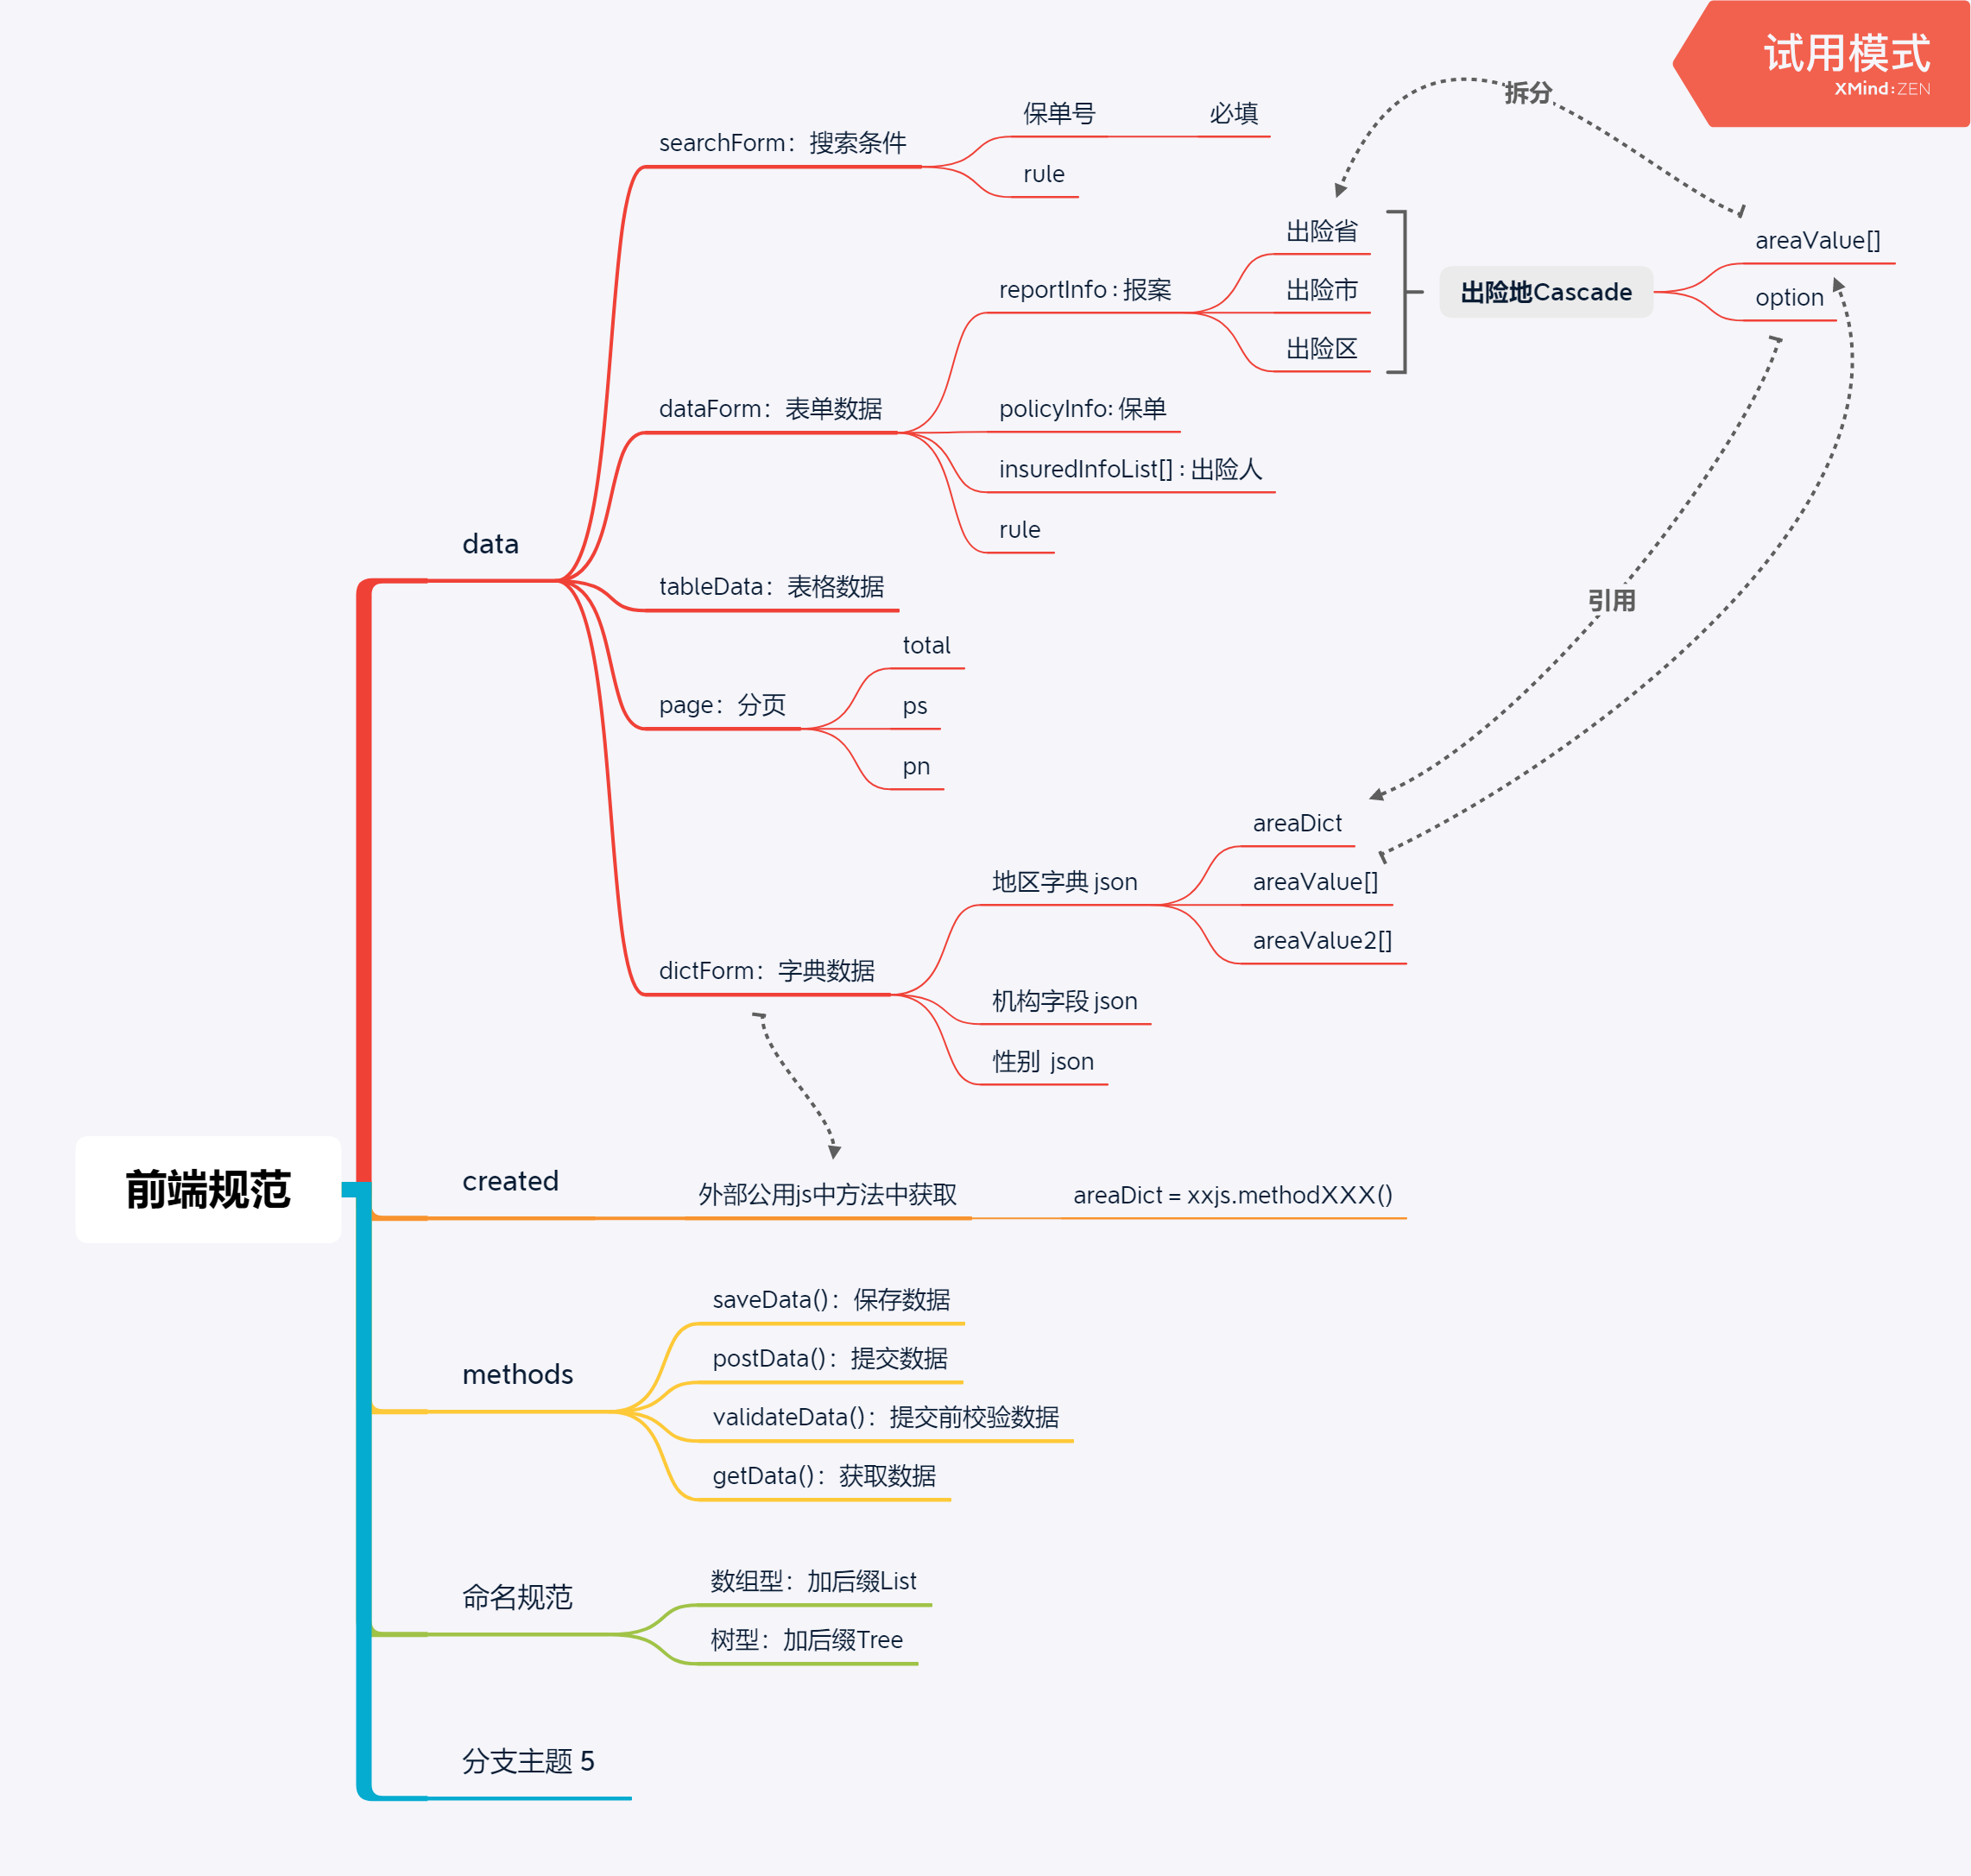 试用模式
XMind:ZEN
拆分
保单号
必填
searchForm：搜索条件
rule
出险省
areaValue[]
reportInfo : 报案
出险市
出险地Cascade
option
出险区
dataForm：表单数据
policyInfo: 保单
insuredInfoList[] : 出险人
rule
data
tableData：表格数据
引用
total
page：分页
ps
pn
areaDict
地区字典 json
areaValue[]
areaValue2[]
dictForm：字典数据
机构字段 json
性别 json
前端规范
created
外部公用js中方法中获取
areaDict = xxjs.methodXXX()
saveData()：保存数据
methods
postData()：提交数据
validateData()：提交前校验数据
getData()：获取数据
命名规范
数组型：加后缀List
树型：加后缀Tree
分支主题 5